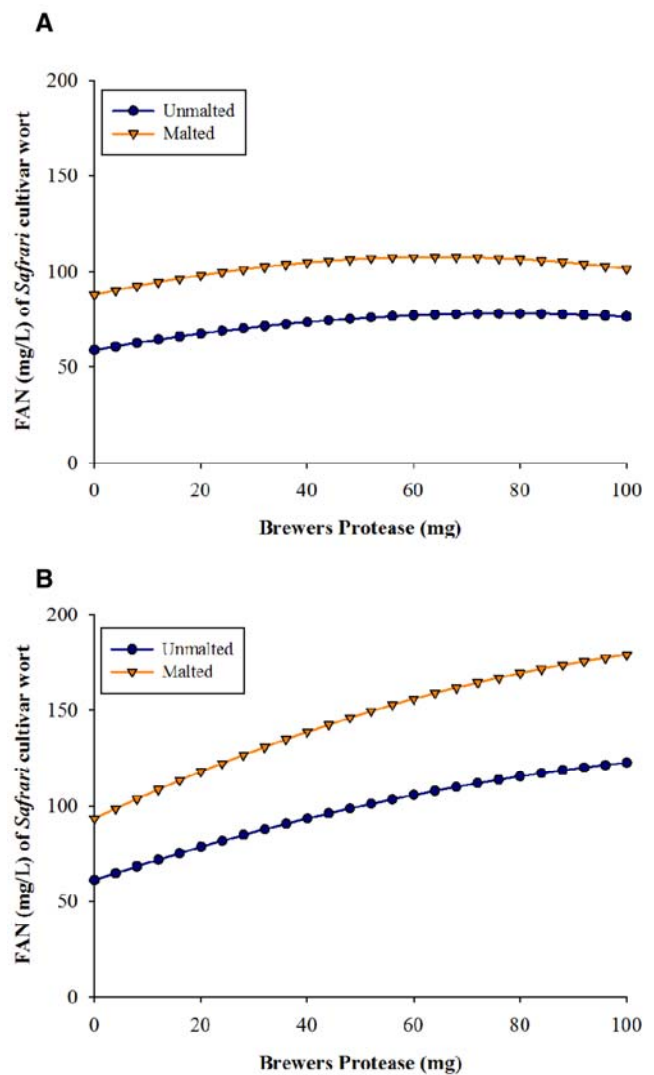 A
FAN (mg/L) of Safrari cultivar wort
200
150
100
50
0
Unmalted
Malted
0 20 40 60 80 100
Brewers Protease (mg)
B
FAN (mg/L) of Safrari cultivar wort
200
150
100
50
0
Unmalted
Malted
0 20 40 60 80 100
Brewers Protease (mg)